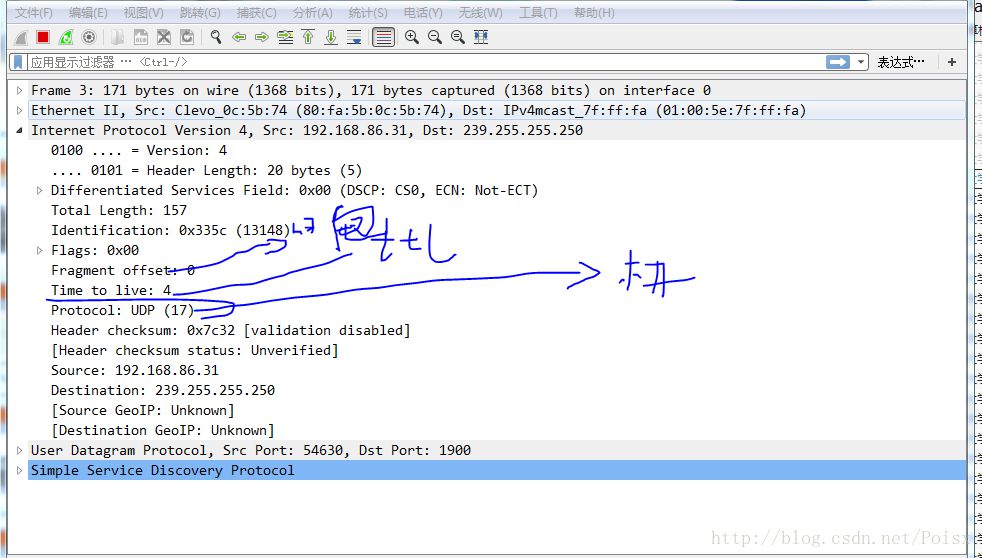 文件(F) 编辑(E) 视图(V) 跳转(G) 捕获(C) 分析(A) 统计(S) 电话(Y) 无线(W) 工具(T) 帮助(H)
应用显示过滤器 … <Ctrl-/> 表达式… +
Frame 3: 171 bytes on wire (1368 bits), 171 bytes captured (1368 bits) on interface 0
Ethernet II, Src: Clevo_0c:5b:74 (80:fa:5b:0c:5b:74), Dst: IPv4mcast_7f:ff:fa (01:00:5e:7f:ff:fa)
Internet Protocol Version 4, Src: 192.168.86.31, Dst: 239.255.255.250
0100 .... = Version: 4
.... 0101 = Header Length: 20 bytes (5)
Differentiated Services Field: 0x00 (DSCP: CS0, ECN: Not-ECT)
Total Length: 157
Identification: 0x335c (13148)
Flags: 0x00
ttl
Fragment offset: 0
Time to live: 4
Protocol: UDP (17)
Header checksum: 0x7c32 [validation disabled]
[Header checksum status: Unverified]
Source: 192.168.86.31
Destination: 239.255.255.250
[Source GeoIP: Unknown]
[Destination GeoIP: Unknown]
User Datagram Protocol, Src Port: 54630, Dst Port: 1900
Simple Service Discovery Protocol
http://blog.csdn.net/Poisx